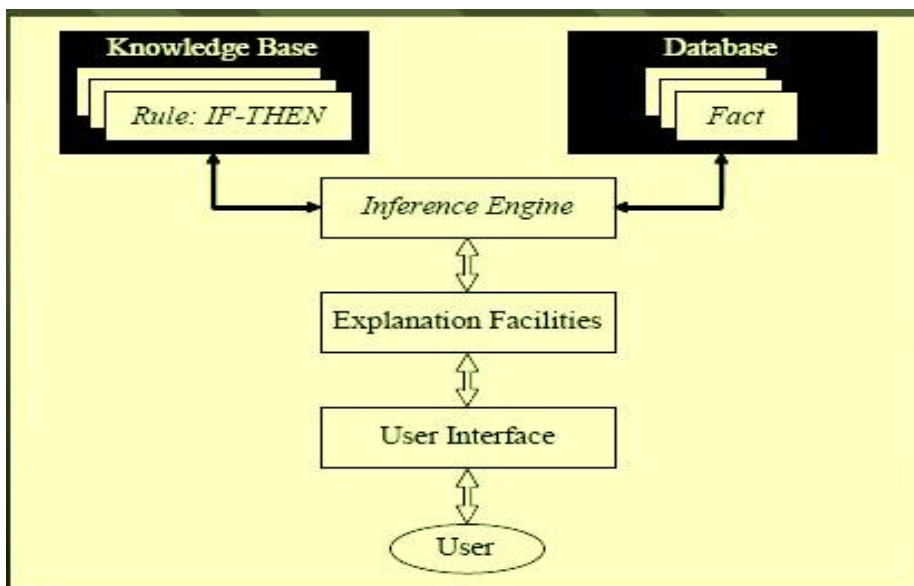 Knowledge Base
Rule: IF-THEN
Database
Fact
Inference Engine
Explanation Facilities
User Interface
User